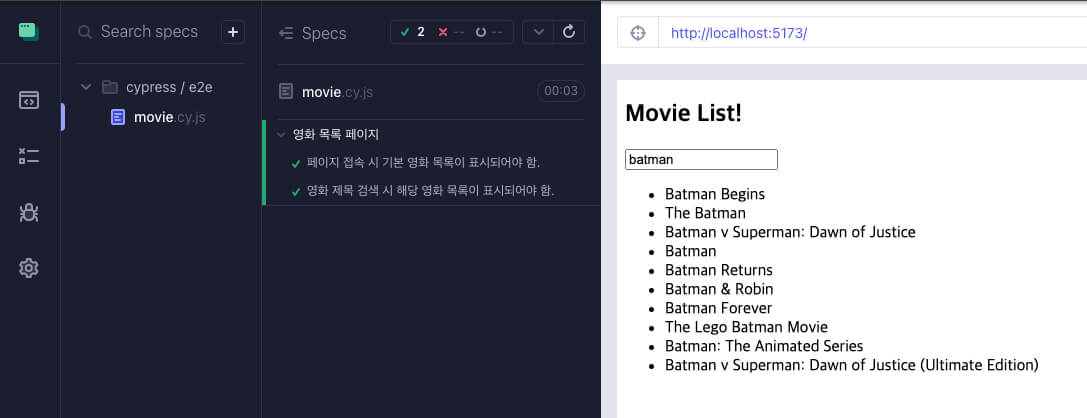 Search specs
+
cypress / e2e
movie.cy.js
Specs
2 -- --
movie.cy.js
00:03
영화 목록 페이지
페이지 접속 시 기본 영화 목록이 표시되어야 함.
영화 제목 검색 시 해당 영화 목록이 표시되어야 함.
http://localhost:5173/
Movie List!
batman
Batman Begins
The Batman
Batman v Superman: Dawn of Justice
Batman
Batman Returns
Batman & Robin
Batman Forever
The Lego Batman Movie
Batman: The Animated Series
Batman v Superman: Dawn of Justice (Ultimate Edition)